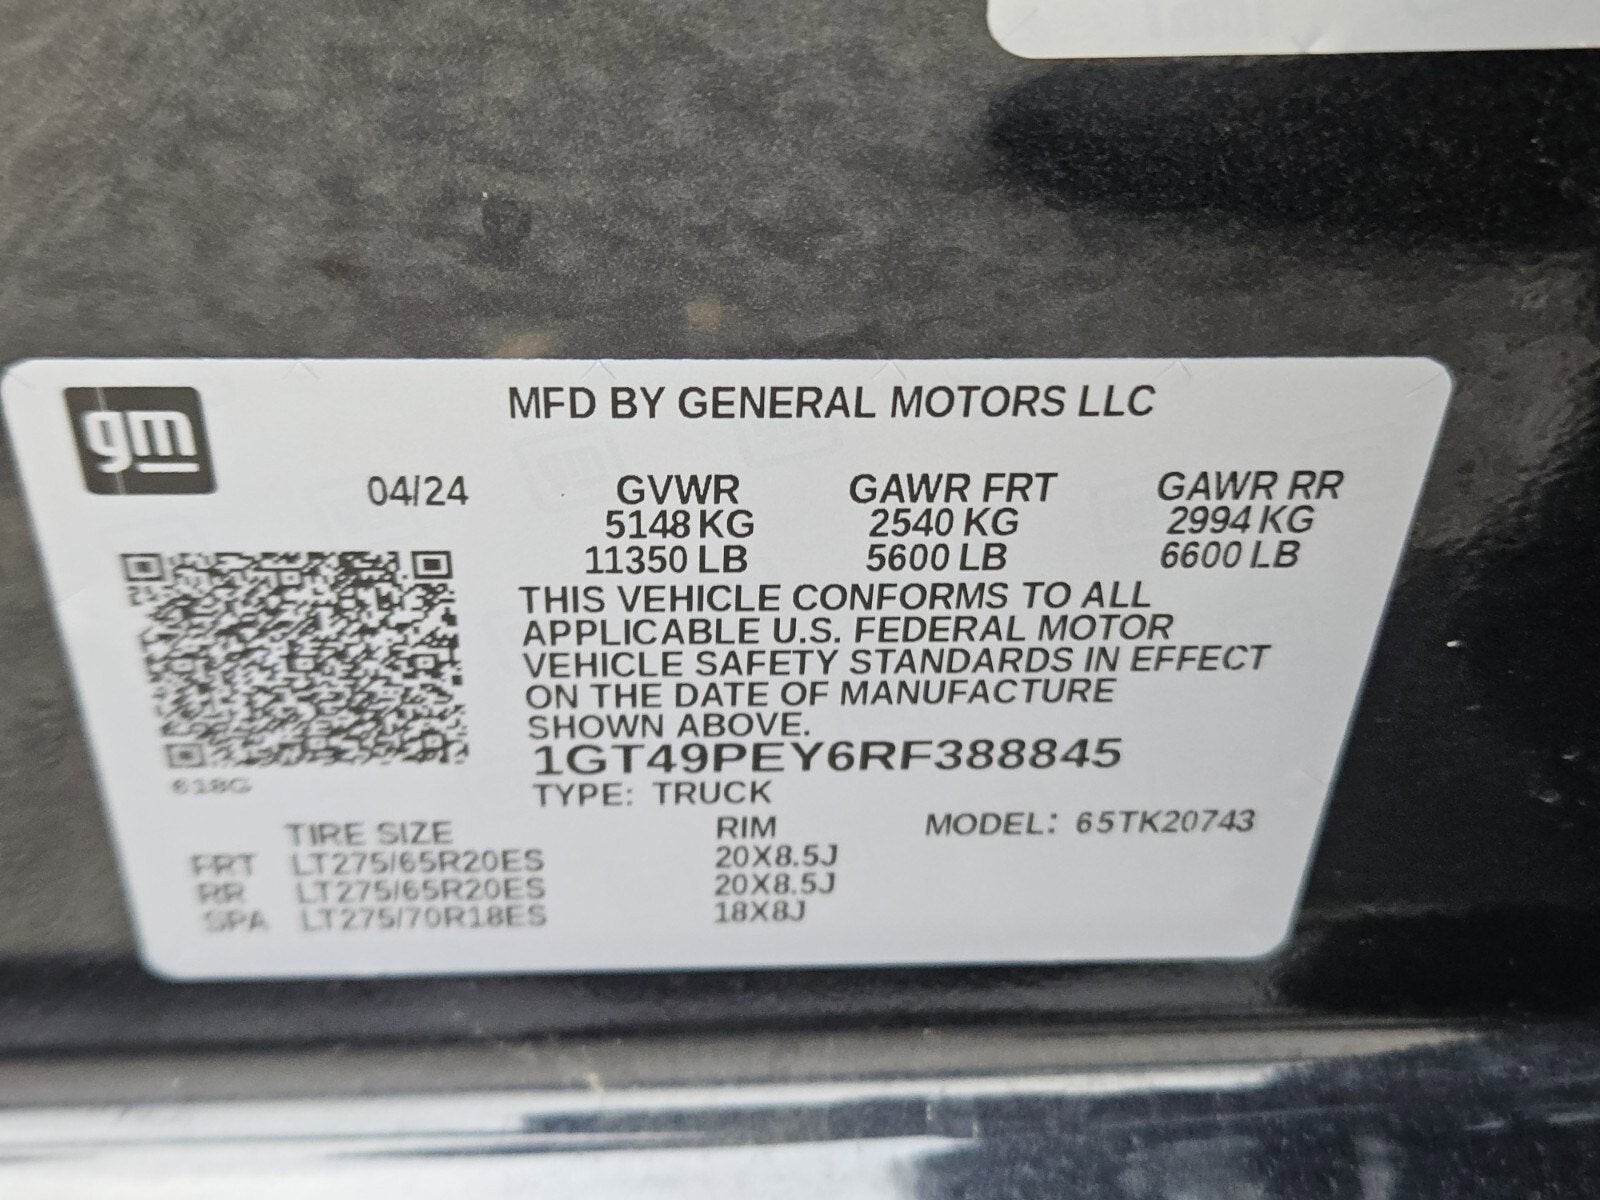 gm
MFD BY GENERAL MOTORS LLC
04/24 GVWR GAWR FRT GAWR RR
5148 KG 2540 KG 2994 KG
11350 LB 5600 LB 6600 LB
THIS VEHICLE CONFORMS TO ALL
APPLICABLE U.S. FEDERAL MOTOR
VEHICLE SAFETY STANDARDS IN EFFECT
ON THE DATE OF MANUFACTURE
SHOWN ABOVE.
1GT49PEY6RF388845
618G
TYPE: TRUCK
TIRE SIZE RIM MODEL: 65TK20743
FRT LT275/65R20ES 20X8.5J
RR LT275/65R20ES 20X8.5J
SPA LT275/70R18ES 18X8J